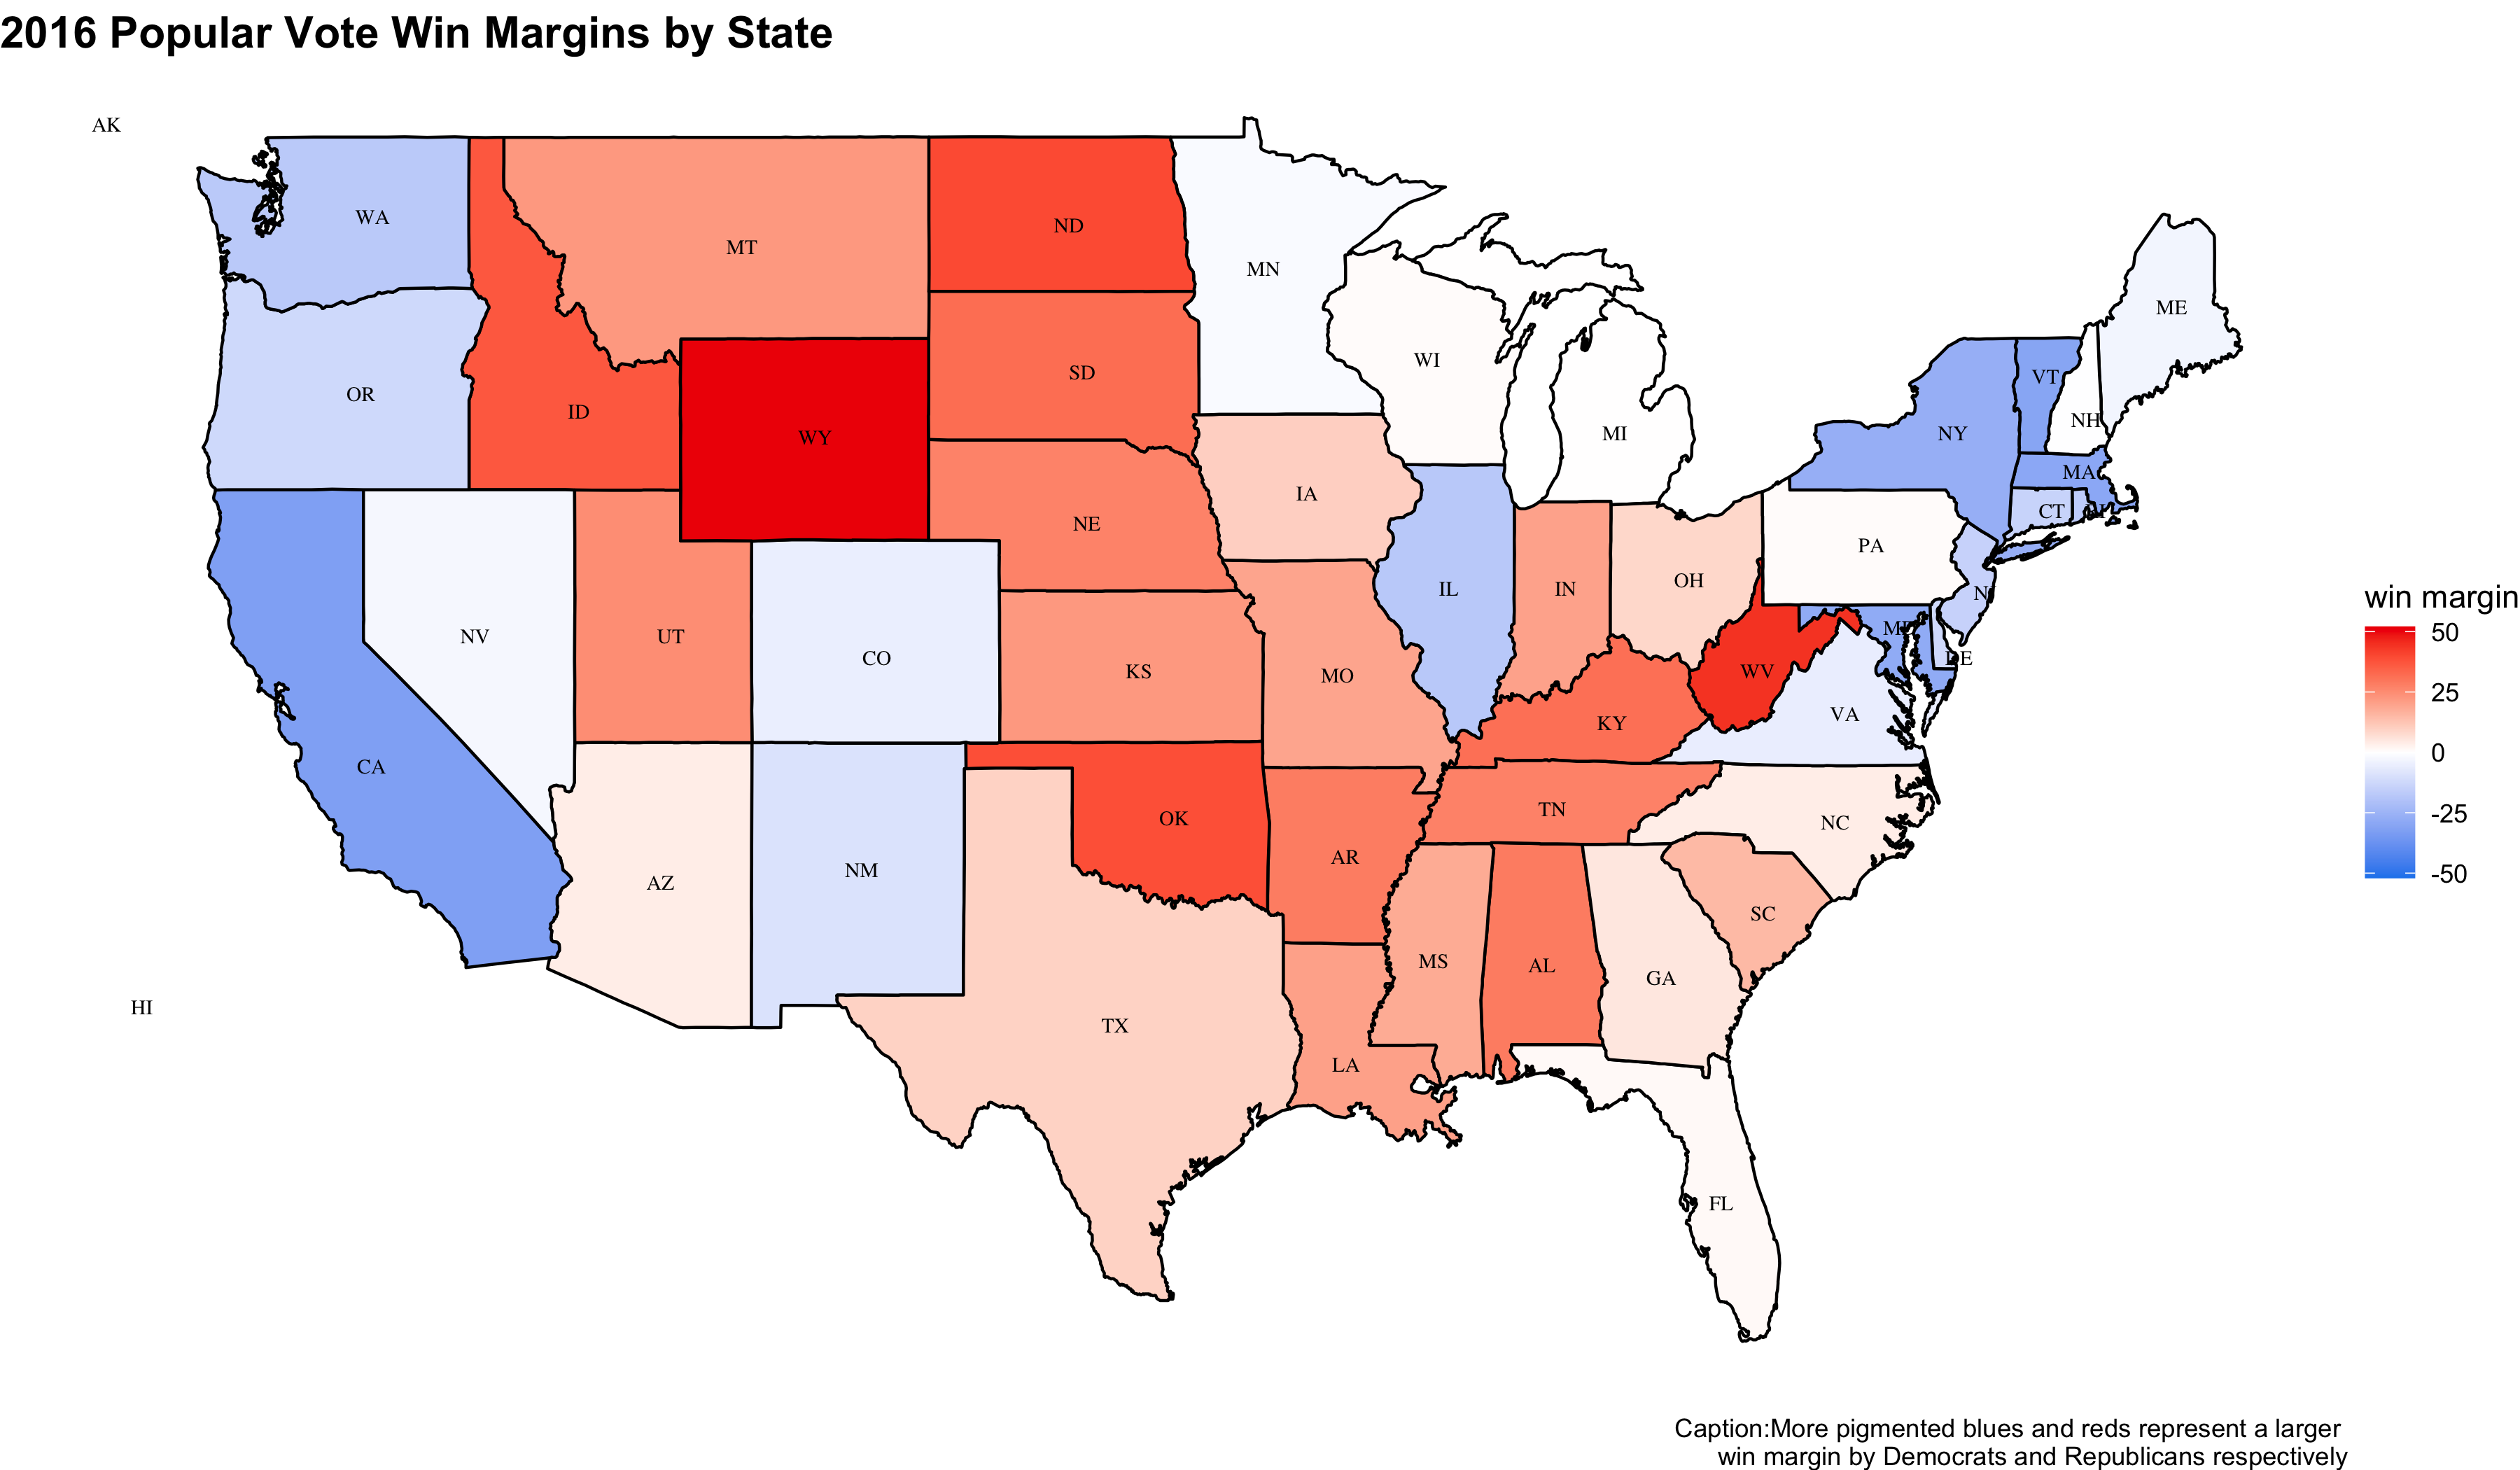 2016 Popular Vote Win Margins by State
AK
WA
MT
ND
MN
ME
WI
SD
VT
OR
ID
NH
WY
NY
MI
MA
IA
CT
NE
PA
OH
IL
IN
NV
UT
CO
DE
KS
WV
MO
VA
KY
CA
TN
OK
NC
AR
NM
AZ
SC
MS
AL
GA
HI
TX
LA
FL
win margin
50
25
0
-25
-50
Caption:More pigmented blues and reds represent a larger
win margin by Democrats and Republicans respectively